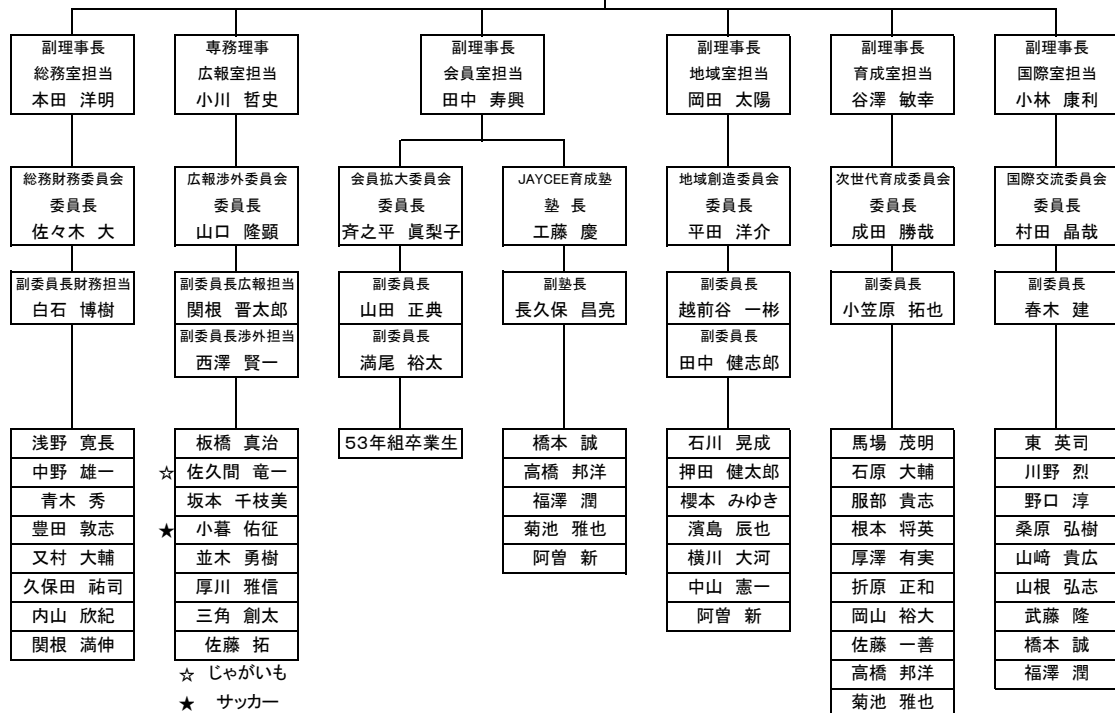 副理事長
総務室担当
本田 洋明
専務理事
広報室担当
小川 哲史
副理事長
会員室担当
田中 寿興
副理事長
地域室担当
岡田 太陽
副理事長
育成室担当
谷澤 敏幸
副理事長
国際室担当
小林 康利
総務財務委員会
委員長
佐々木 大
広報渉外委員会
委員長
山口 隆顕
会員拡大委員会
委員長
斉之平 眞梨子
JAYCEE育成塾
塾 長
工藤 慶
地域創造委員会
委員長
平田 洋介
次世代育成委員会
委員長
成田 勝哉
国際交流委員会
委員長
村田 晶哉
副委員長財務担当
白石 博樹
副委員長広報担当
関根 晋太郎
副委員長渉外担当
西澤 賢一
副委員長
山田 正典
副委員長
満尾 裕太
副塾長
長久保 昌亮
副委員長
越前谷 一彬
副委員長
田中 健志郎
副委員長
小笠原 拓也
副委員長
春木 建
浅野 寛長
中野 雄一
青木 秀
豊田 敦志
又村 大輔
久保田 祐司
内山 欣紀
関根 満伸
板橋 真治
☆ 佐久間 竜一
坂本 千枝美
★ 小暮 佑征
並木 勇樹
厚川 雅信
三角 創太
佐藤 拓
☆ じゃがいも
★ サッカー
53年組卒業生
橋本 誠
高橋 邦洋
福澤 潤
菊池 雅也
阿曽 新
石川 晃成
押田 健太郎
櫻本 みゆき
濱島 辰也
横川 大河
中山 憲一
阿曽 新
馬場 茂明
石原 大輔
服部 貴志
根本 将英
厚澤 有実
折原 正和
岡山 裕大
佐藤 一善
高橋 邦洋
菊池 雅也
東 英司
川野 烈
野口 淳
桑原 弘樹
山﨑 貴広
山根 弘志
武藤 隆
橋本 誠
福澤 潤